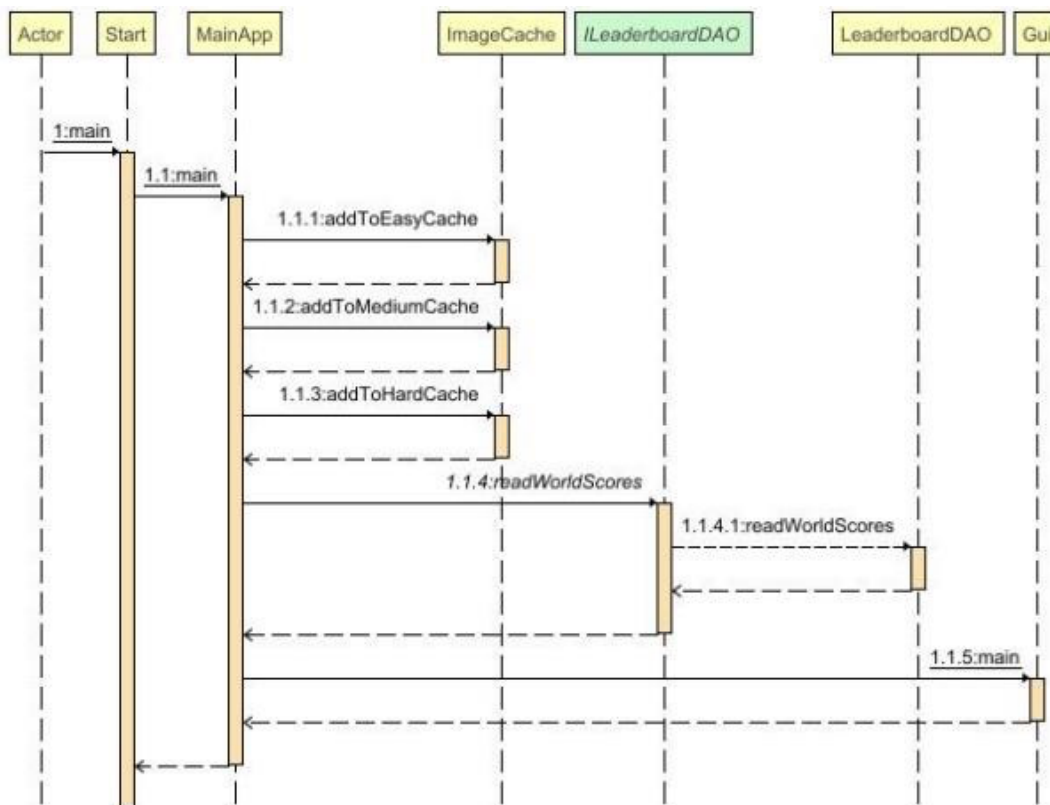 Actor
Start
MainApp
ImageCache
ILeaderboardDAO
LeaderboardDAO
Gui
1:main
1.1:main
1.1.1:addToEasyCache
1.1.2:addToMediumCache
1.1.3:addToHardCache
1.1.4:readWorldScores
1.1.4.1:readWorldScores
1.1.5:main